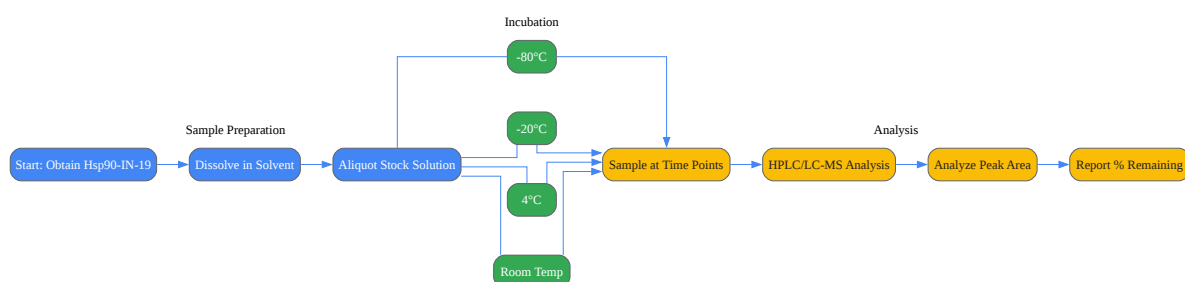 Incubation
-80°C
Sample Preparation
-20°C
Analysis
Start: Obtain Hsp90-IN-19
Dissolve in Solvent
Aliquot Stock Solution
Sample at Time Points
HPLC/LC-MS Analysis
Analyze Peak Area
Report % Remaining
4°C
Room Temp